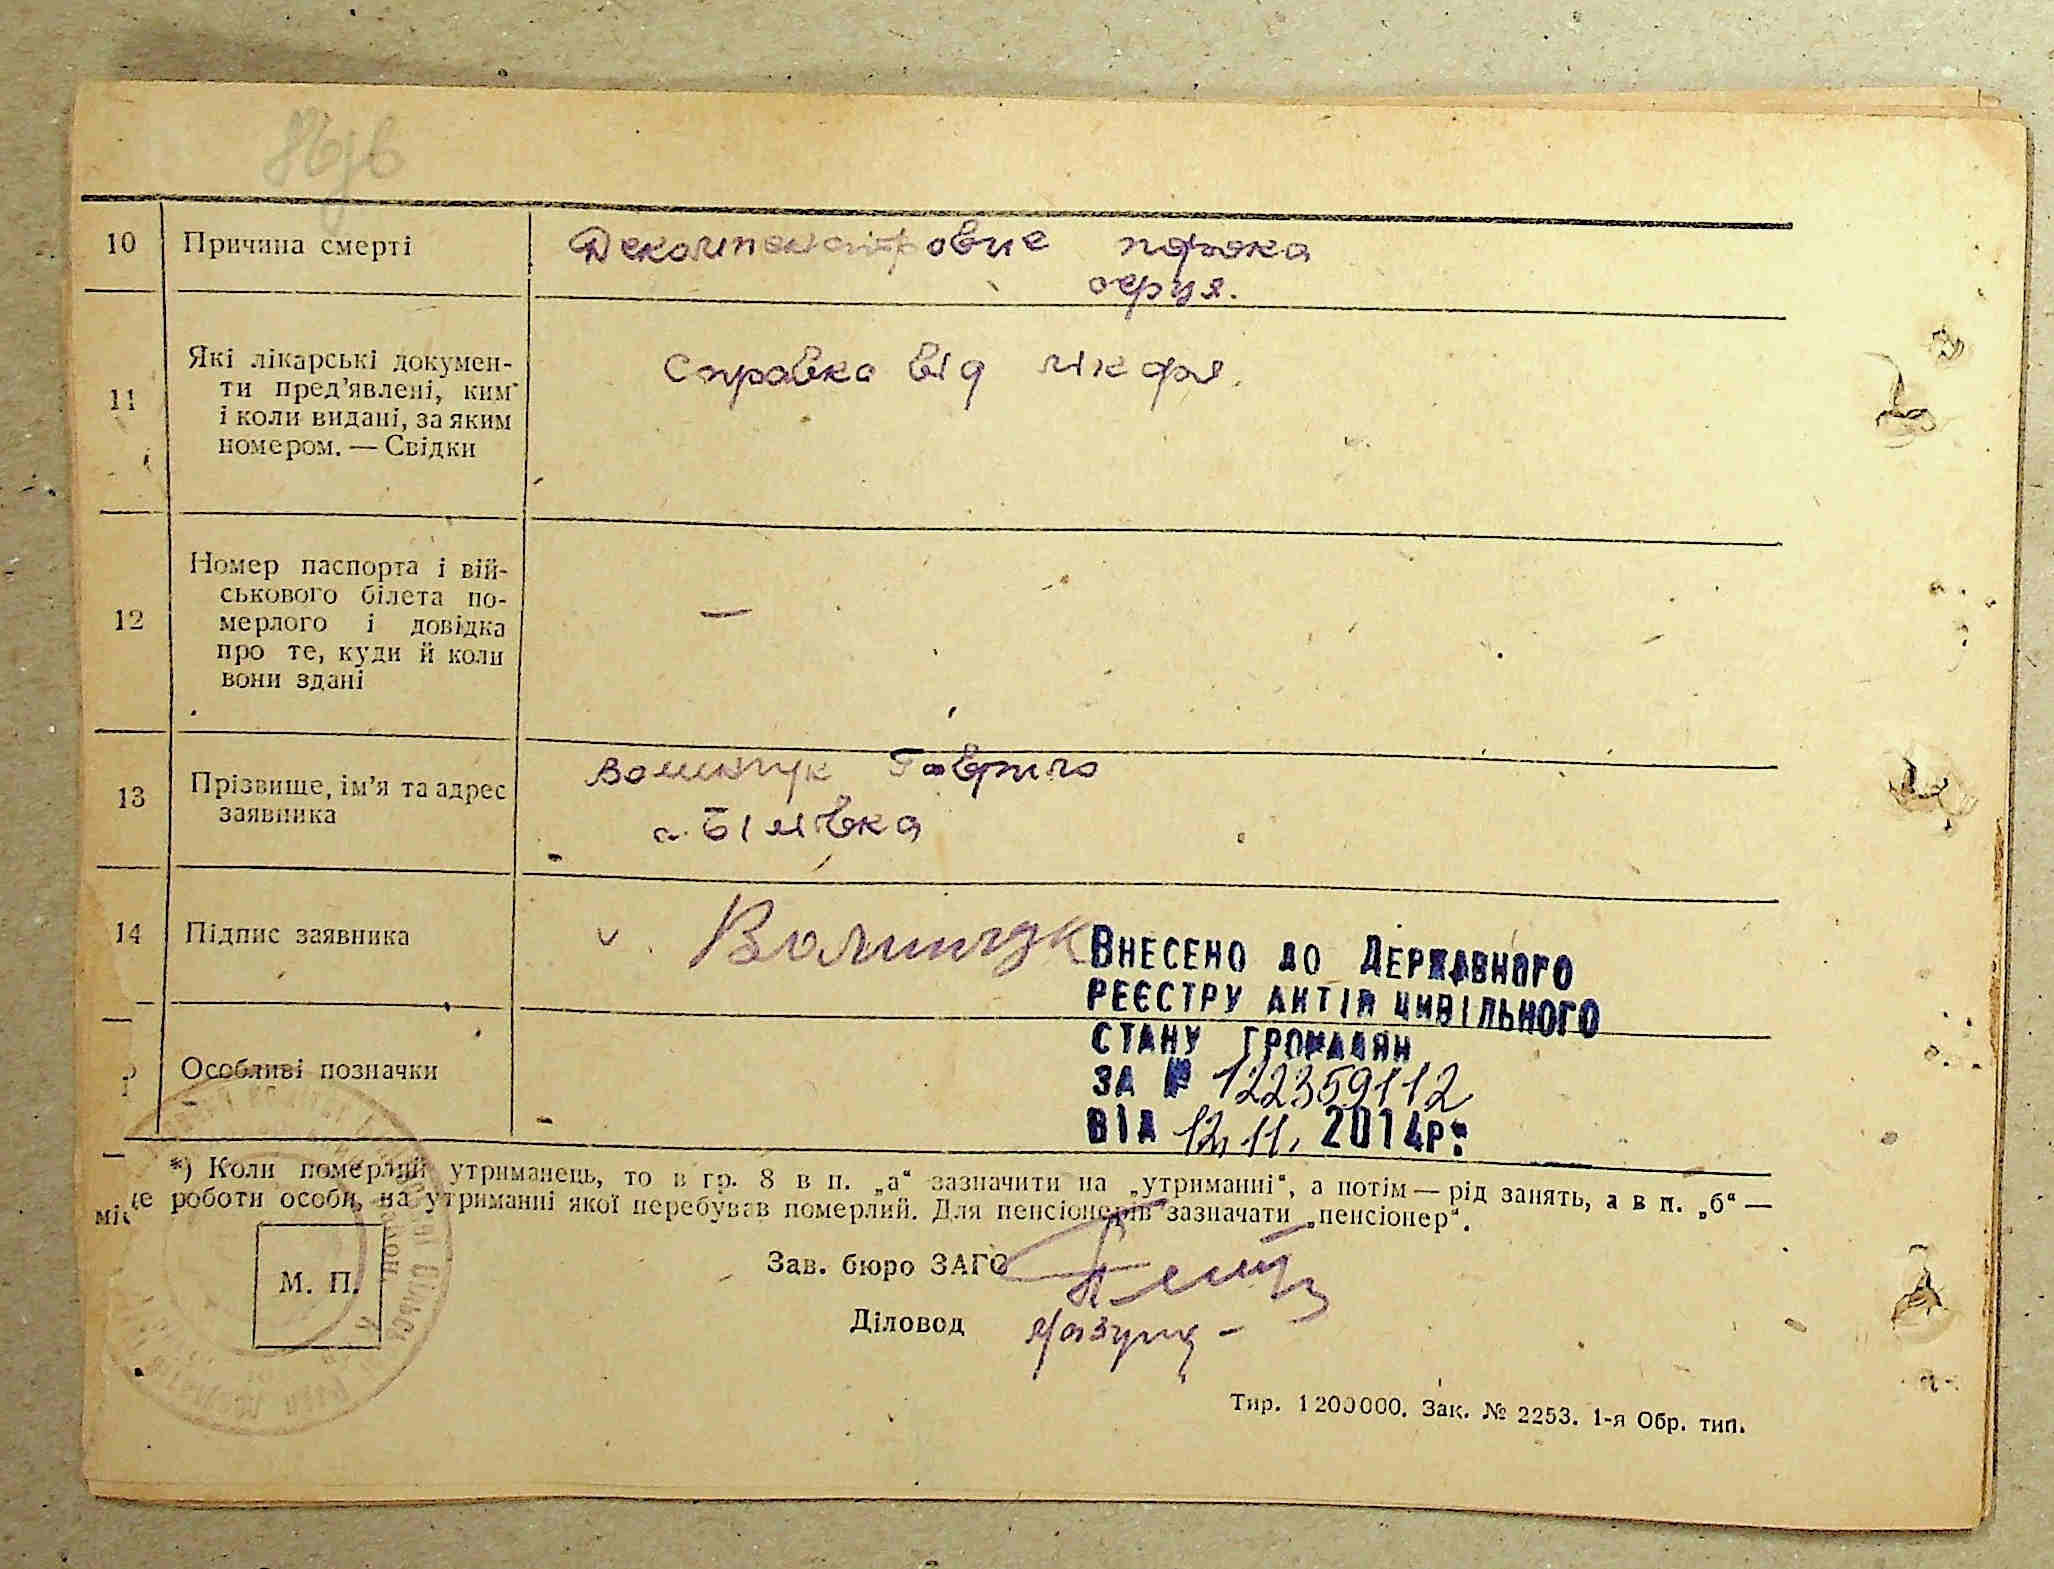 10 Причина смерти Декомпенсировние порока
серця.
11 Які лікарські докумен-
ти пред'явлені, ким
і коли видані, за яким
номером. — Свідки
Справка від лікаря.
12 Номер паспорта і вій-
ськового білета по-
мерлого і довідка
про те, куди й коли
вони здані
—
13 Прізвище, ім'я та адрес
заявника
Волинчук Гаврило
с. Білівка
14 Підпис заявника
v. Волинчук
Особливі позначки
Внесено до Державного
реєстру актів цивільного
стану громадян
за № 122359112
від 12.11. 2014р.
*) Коли померлий утриманець, то в гр. 8 в п. „а“ зазначити на „утриманні“, а потім — рід занять, а в п. „б“ —
місце роботи особи, на утриманні якої перебував померлий. Для пенсіонерів зазначати „пенсіонер“.
Зав. бюро ЗАГС
М. П.
Діловод
Тир. 1200000. Зак. № 2253. 1-я Обр. тип.